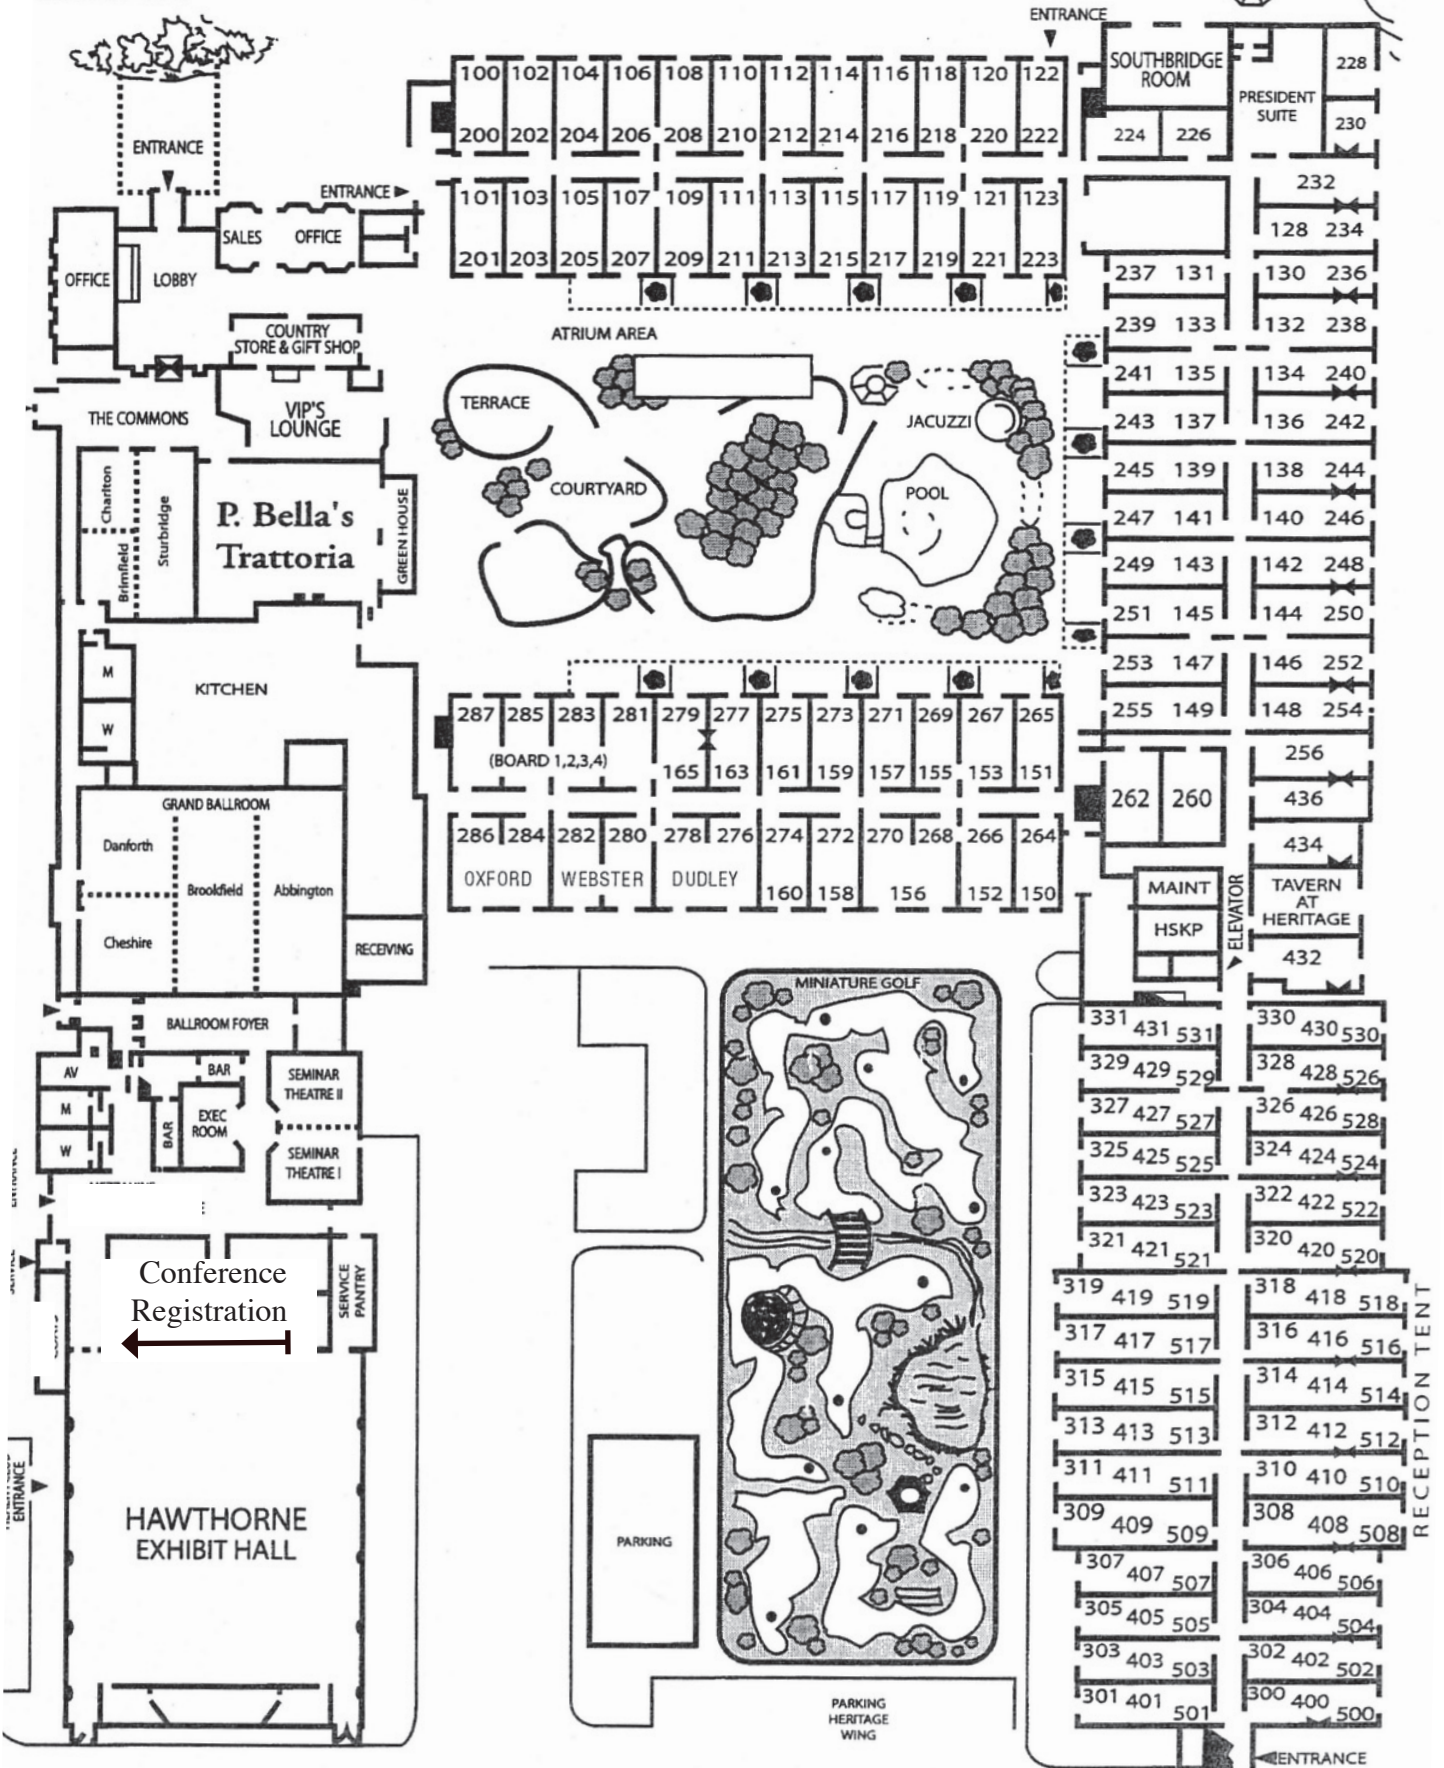 ENTRANCE
ENTRANCE
ENTRANCE
100 102 104 106 108 110 112 114 116 118 120 122
200 202 204 206 208 210 212 214 216 218 220 222
101 103 105 107 109 111 113 115 117 119 121 123
201 203 205 207 209 211 213 215 217 219 221 223
SOUTHBRIDGE
ROOM
224 226
PRESIDENT
SUITE
228
230
232
128 234
OFFICE
LOBBY
SALES
OFFICE
COUNTRY
STORE & GIFT SHOP
THE COMMONS
VIP'S
LOUNGE
Charlton
Brimfield
Sturbridge
P. Bella's
Trattoria
GREEN HOUSE
ATRIUM AREA
TERRACE
COURTYARD
JACUZZI
POOL
237 131 130 236
239 133 132 238
241 135 134 240
243 137 136 242
245 139 138 244
247 141 140 246
249 143 142 248
251 145 144 250
253 147 146 252
255 149 148 254
M
W
KITCHEN
287 285 283 281 279 277 275 273 271 269 267 265
(BOARD 1,2,3,4)
165 163 161 159 157 155 153 151
286 284 282 280 278 276 274 272 270 268 266 264
OXFORD WEBSTER DUDLEY
160 158 156 152 150
256
262 260
436
434
MAINT
HSKP
ELEVATOR
TAVERN
AT
HERITAGE
432
GRAND BALLROOM
Danforth
Brookfield
Abbington
Cheshire
RECEIVING
BALLROOM FOYER
AV
M
W
BAR
BAR
EXEC
ROOM
SEMINAR
THEATRE II
SEMINAR
THEATRE I
SERVICE
PANTRY
Conference
Registration
HAWTHORNE
EXHIBIT HALL
ENTRANCE
MINIATURE GOLF
PARKING
PARKING
HERITAGE
WING
331 431 531 330 430 530
329 429 529 328 428 526
327 427 527 326 426 528
325 425 525 324 424 524
323 423 523 322 422 522
321 421 521 320 420 520
319 419 519 318 418 518
317 417 517 316 416 516
315 415 515 314 414 514
313 413 513 312 412 512
311 411 511 310 410 510
309 409 509 308 408 508
307 407 507 306 406 506
305 405 505 304 404 504
303 403 503 302 402 502
301 401 501 300 400 500
RECEPTION TENT
ENTRANCE